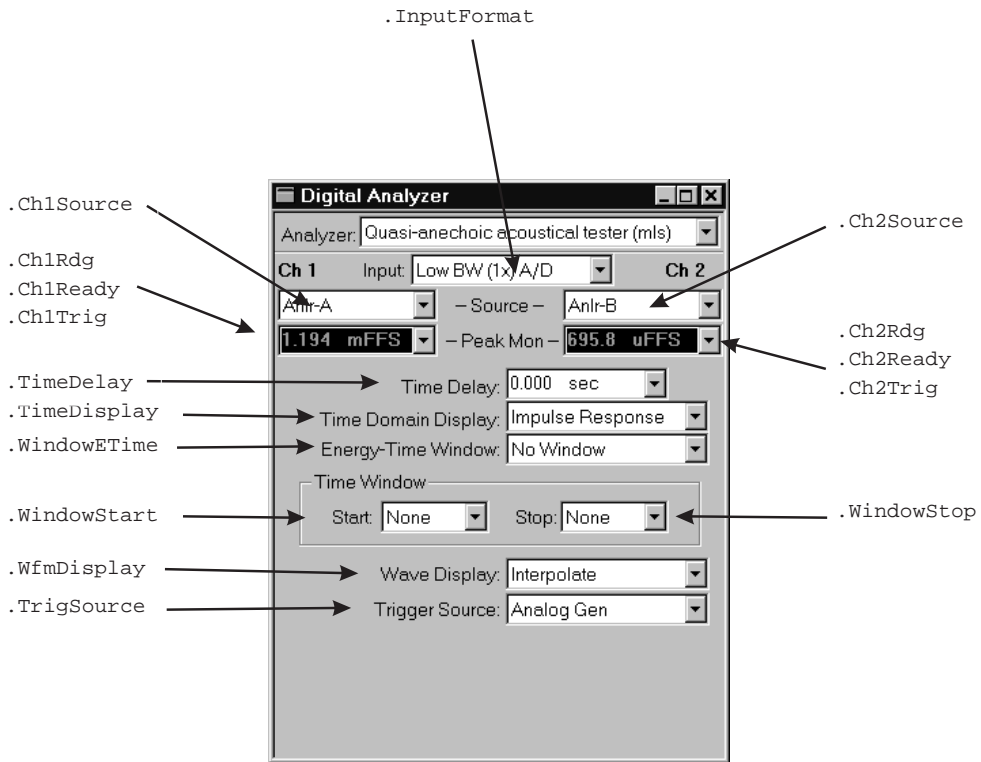 .InputFormat
Digital Analyzer
.Ch1Source
.Ch2Source
Analyzer: Quasi-anechoic acoustical tester (mls)
.Ch1Rdg
.Ch1Ready
.Ch1Trig
Ch 1 Input: Low BW (1x) A/D Ch 2
Anlr-A – Source – Anlr-B
1.194 mFFS – Peak Mon – 695.8 uFFS
.Ch2Rdg
.Ch2Ready
.Ch2Trig
.TimeDelay
Time Delay: 0.000 sec
.TimeDisplay
Time Domain Display: Impulse Response
.WindowETime
Energy-Time Window: No Window
Time Window
.WindowStart
Start: None Stop: None
.WindowStop
.WfmDisplay
Wave Display: Interpolate
.TrigSource
Trigger Source: Analog Gen